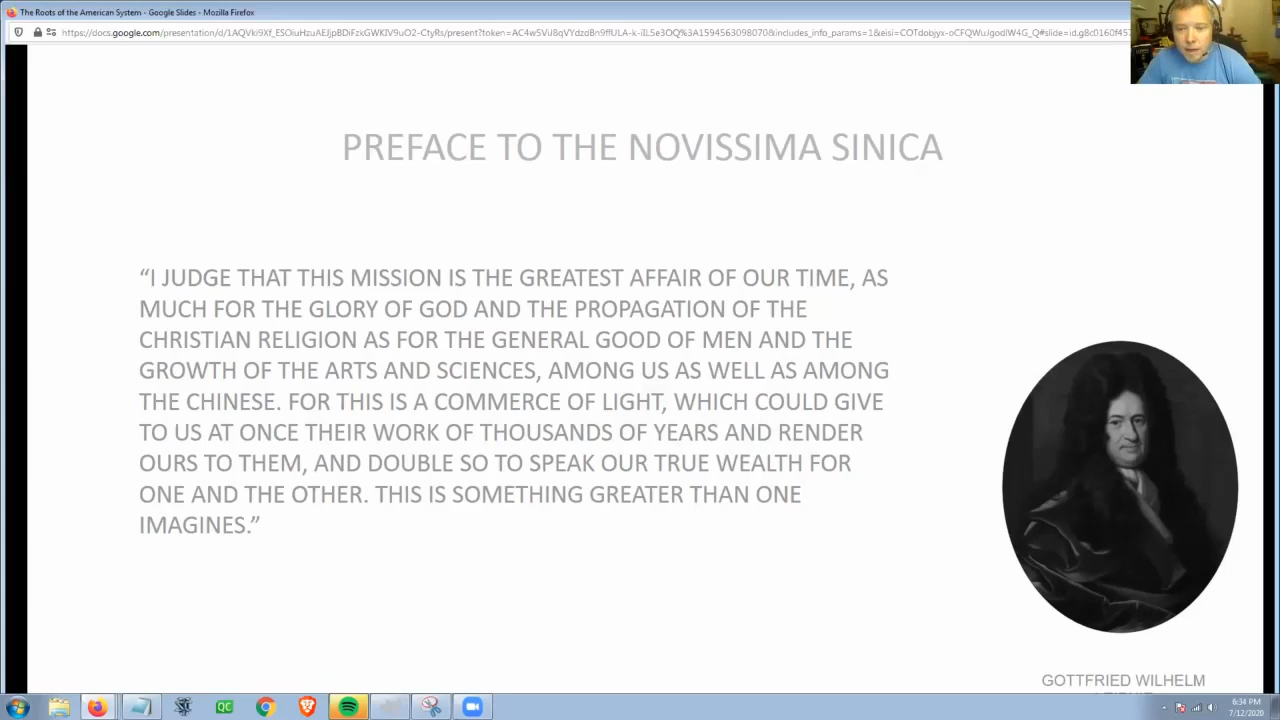 The Roots of the American System - Google Slides - Mozilla Firefox
PREFACE TO THE NOVISSIMA SINICA
“I JUDGE THAT THIS MISSION IS THE GREATEST AFFAIR OF OUR TIME, AS
MUCH FOR THE GLORY OF GOD AND THE PROPAGATION OF THE
CHRISTIAN RELIGION AS FOR THE GENERAL GOOD OF MEN AND THE
GROWTH OF THE ARTS AND SCIENCES, AMONG US AS WELL AS AMONG
THE CHINESE. FOR THIS IS A COMMERCE OF LIGHT, WHICH COULD GIVE
TO US AT ONCE THEIR WORK OF THOUSANDS OF YEARS AND RENDER
OURS TO THEM, AND DOUBLE SO TO SPEAK OUR TRUE WEALTH FOR
ONE AND THE OTHER. THIS IS SOMETHING GREATER THAN ONE
IMAGINES.”
GOTTFRIED WILHELM
QC
6:34 PM
7/12/2020